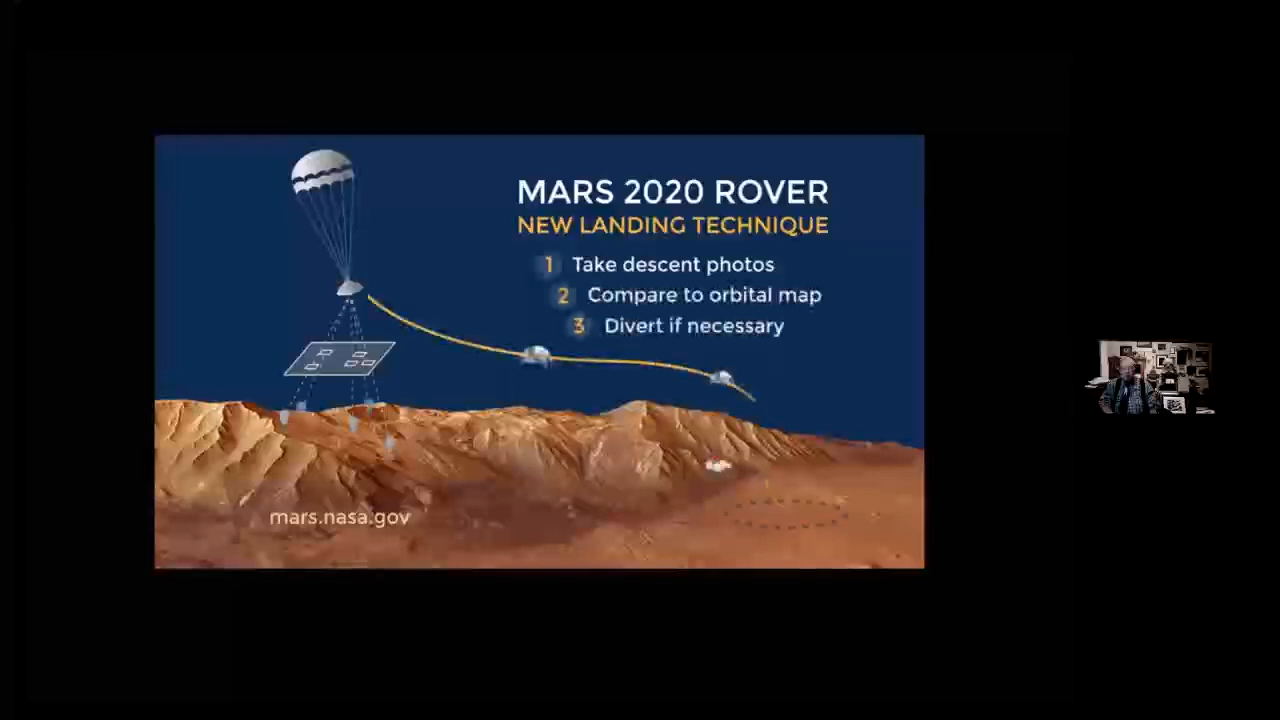 MARS 2020 ROVER
NEW LANDING TECHNIQUE
1 Take descent photos
2 Compare to orbital map
3 Divert if necessary
mars.nasa.gov